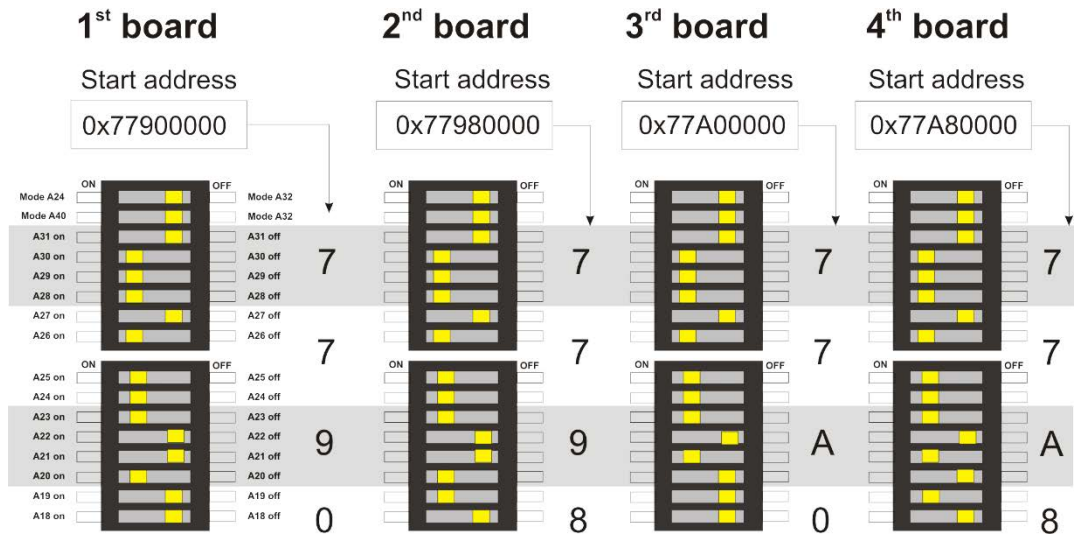 1st board 2nd board 3rd board 4th board
Start address Start address Start address Start address
0x77900000 0x77980000 0x77A00000 0x77A80000
ON OFF ON OFF ON OFF ON OFF
Mode A24 Mode A32
Mode A40 Mode A32
A31 on A31 off
A30 on A30 off 7 7 7 7
A29 on A29 off
A28 on A28 off
A27 on A27 off
A26 on A26 off 7 7 7 7
ON OFF ON OFF ON OFF ON OFF
A25 on A25 off
A24 on A24 off
A23 on A23 off
A22 on A22 off 9 9 A A
A21 on A21 off
A20 on A20 off
A19 on A19 off
A18 on A18 off 0 8 0 8